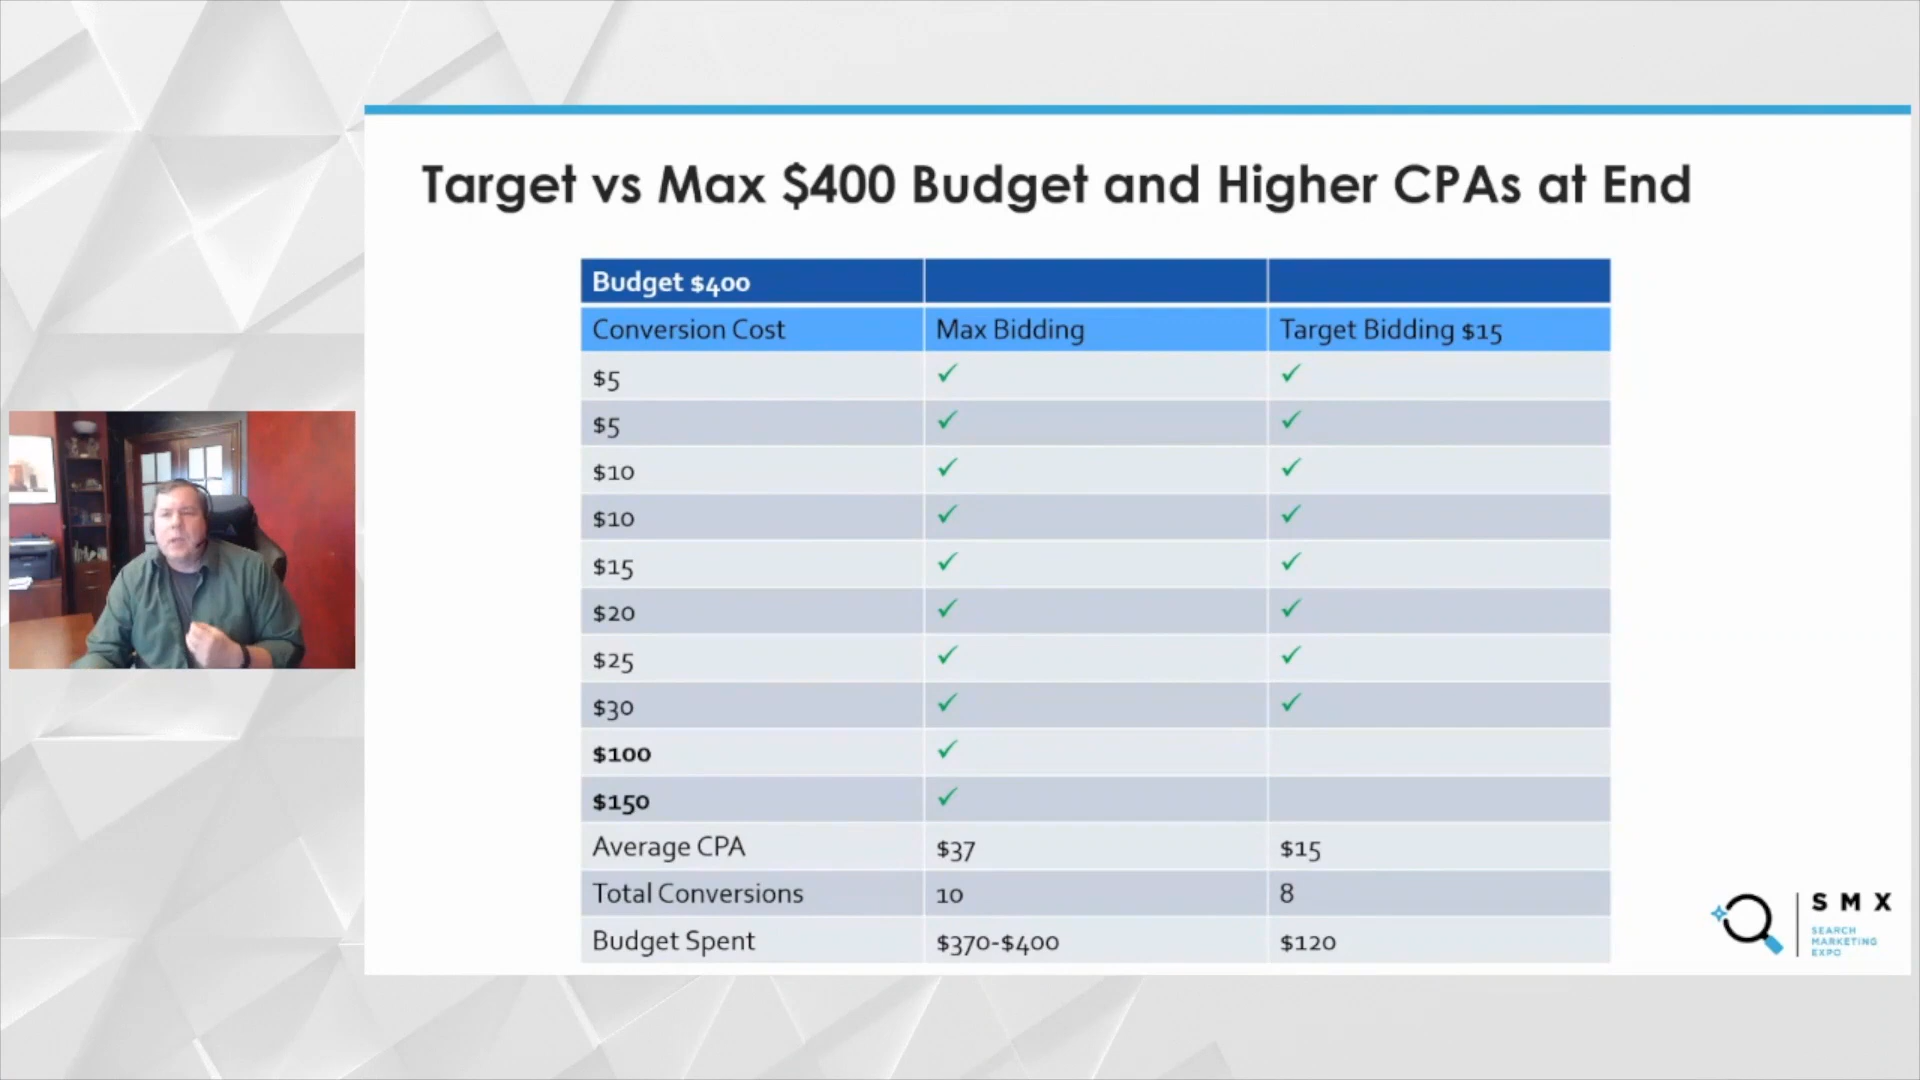 Target vs Max $400 Budget and Higher CPAs at End
Budget $400
Conversion Cost Max Bidding Target Bidding $15
$5 ✓ ✓
$5 ✓ ✓
$10 ✓ ✓
$10 ✓ ✓
$15 ✓ ✓
$20 ✓ ✓
$25 ✓ ✓
$30 ✓ ✓
$100 ✓
$150 ✓
Average CPA $37 $15
Total Conversions 10 8
Budget Spent $370-$400 $120
SMX
SEARCH
MARKETING
EXPO